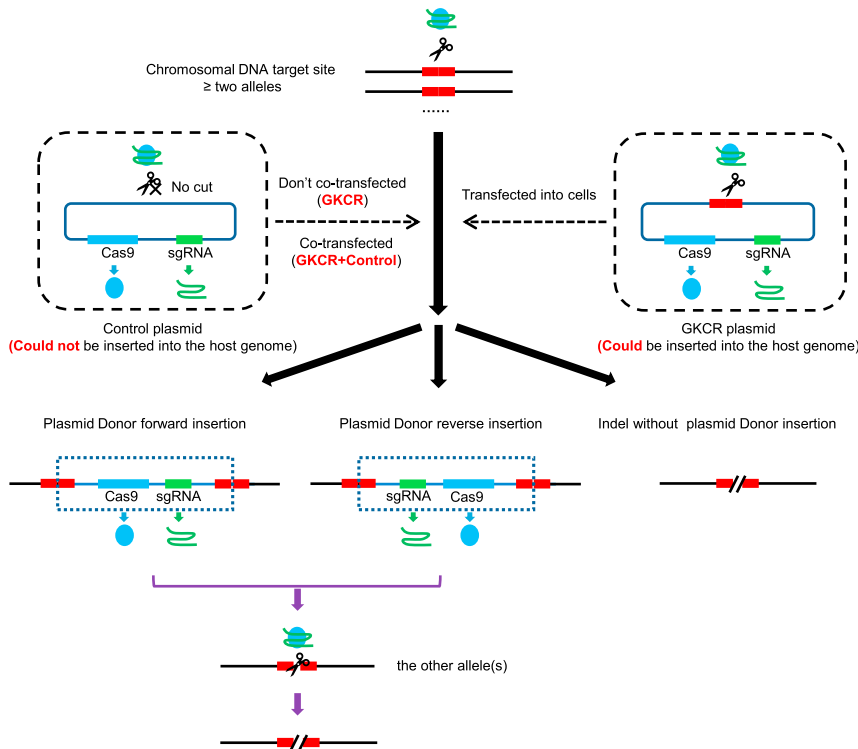 Chromosomal DNA target site
≥ two alleles
......
No cut
Cas9
sgRNA
Control plasmid
(Could not be inserted into the host genome)
Don't co-transfected
(GKCR)
Co-transfected
(GKCR+Control)
Transfected into cells
Cas9
sgRNA
GKCR plasmid
(Could be inserted into the host genome)
Plasmid Donor forward insertion
Cas9
sgRNA
Plasmid Donor reverse insertion
sgRNA
Cas9
Indel without plasmid Donor insertion
the other allele(s)